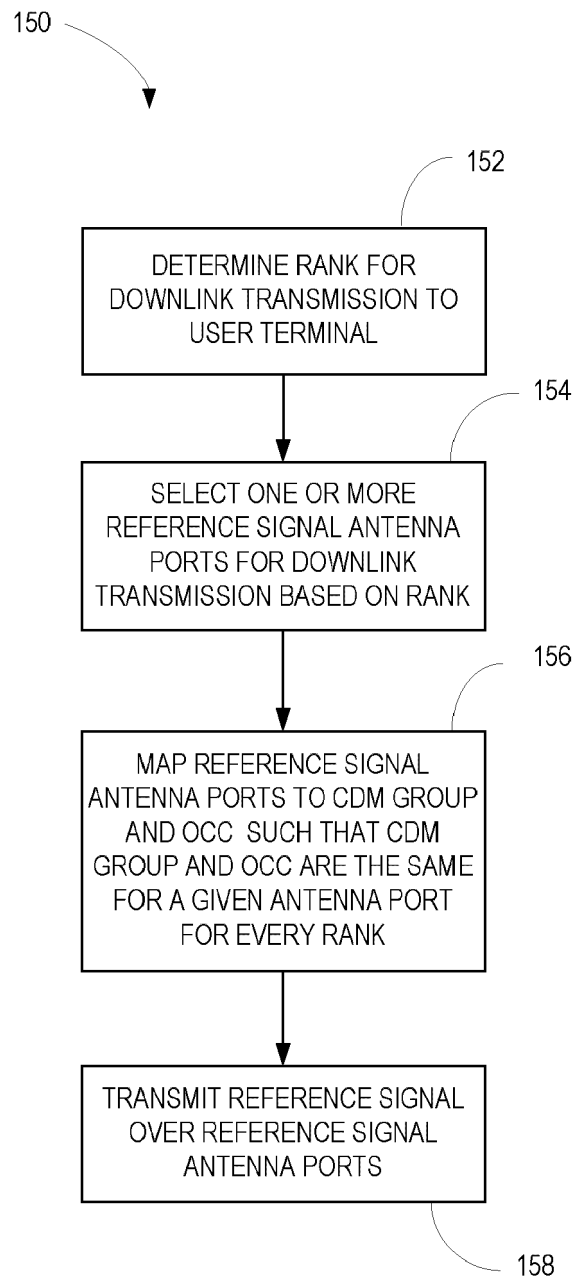 150
152
DETERMINE RANK FOR
DOWNLINK TRANSMISSION TO
USER TERMINAL
154
SELECT ONE OR MORE
REFERENCE SIGNAL ANTENNA
PORTS FOR DOWNLINK
TRANSMISSION BASED ON RANK
156
MAP REFERENCE SIGNAL
ANTENNA PORTS TO CDM GROUP
AND OCC SUCH THAT CDM
GROUP AND OCC ARE THE SAME
FOR A GIVEN ANTENNA PORT
FOR EVERY RANK
TRANSMIT REFERENCE SIGNAL
OVER REFERENCE SIGNAL
ANTENNA PORTS
158